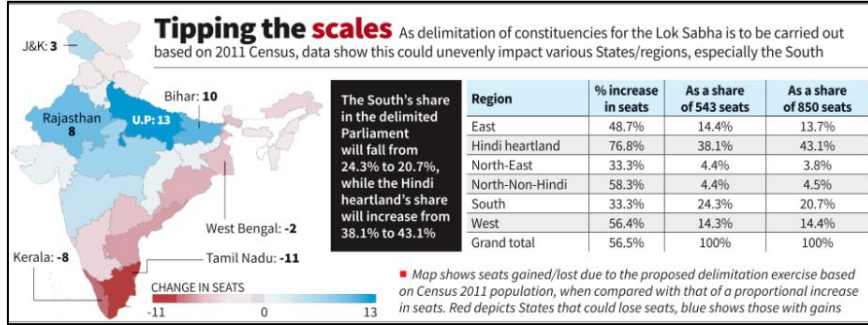 Tipping the scales As delimitation of constituencies for the Lok Sabha is to be carried out
based on 2011 Census, data show this could unevenly impact various States/regions, especially the South
J&K: 3
Bihar: 10
Rajasthan
8
U.P: 13
West Bengal: -2
Kerala: -8
Tamil Nadu: -11
CHANGE IN SEATS
-11 0 13
The South's share
in the delimited
Parliament
will fall from
24.3% to 20.7%,
while the Hindi
heartland's share
will increase from
38.1% to 43.1%
Region % increase in seats As a share of 543 seats As a share of 850 seats
East 48.7% 14.4% 13.7%
Hindi heartland 76.8% 38.1% 43.1%
North-East 33.3% 4.4% 3.8%
North-Non-Hindi 58.3% 4.4% 4.5%
South 33.3% 24.3% 20.7%
West 56.4% 14.3% 14.4%
Grand total 56.5% 100% 100%
Map shows seats gained/lost due to the proposed delimitation exercise based
on Census 2011 population, when compared with that of a proportional increase
in seats. Red depicts States that could lose seats, blue shows those with gains